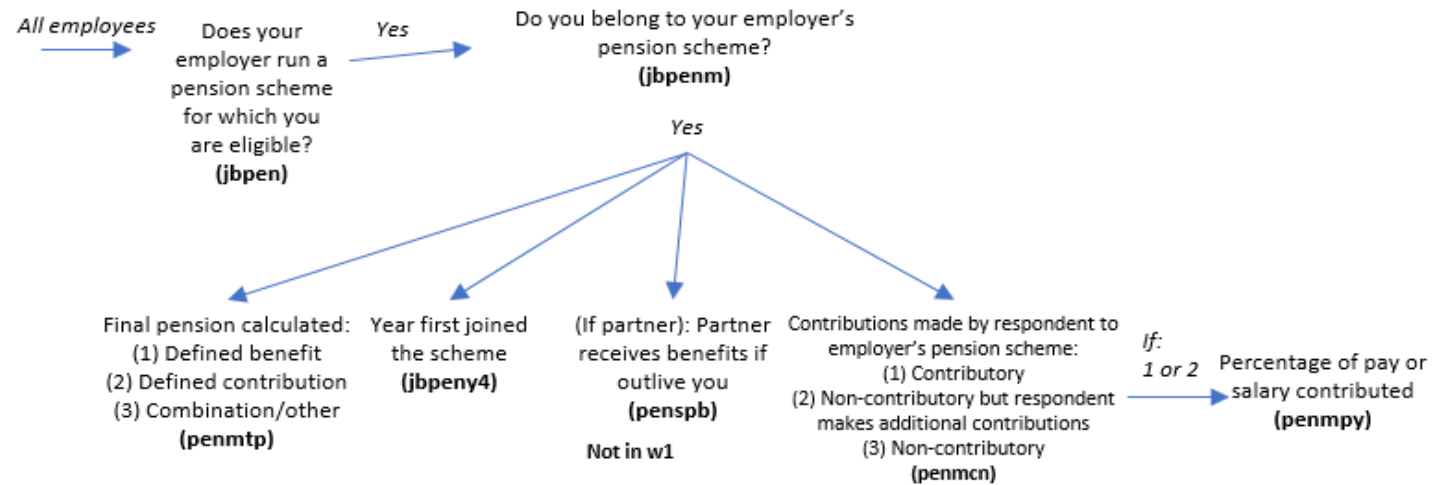 All employees
Does your
employer run a
pension scheme
for which you
are eligible?
(jbpen)
Yes
Do you belong to your employer's
pension scheme?
(jbpenm)
Yes
Final pension calculated:
(1) Defined benefit
(2) Defined contribution
(3) Combination/other
(penmtp)
Year first joined
the scheme
(jbpeny4)
(If partner): Partner
receives benefits if
outlive you
(penspb)
Not in w1
Contributions made by respondent to
employer's pension scheme:
(1) Contributory
(2) Non-contributory but respondent
makes additional contributions
(3) Non-contributory
(penmcn)
If:
1 or 2
Percentage of pay or
salary contributed
(penmpy)